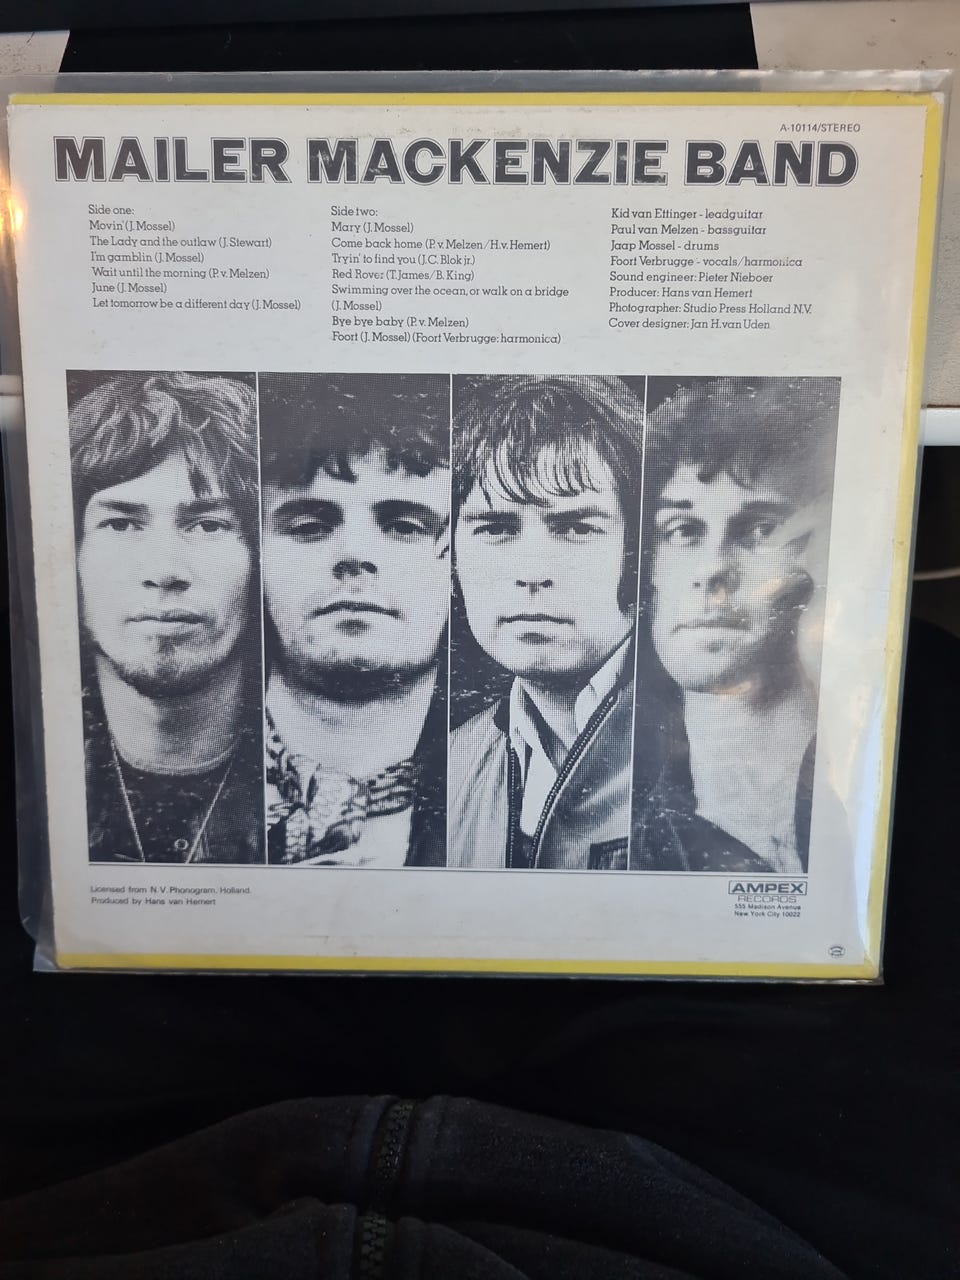 A-10114/STEREO
MAILER MACKENZIE BAND
Side one:
Movin' (J. Mossel)
The Lady and the outlaw (J. Stewart)
I'm gamblin (J. Mossel)
Wait until the morning (P. v. Melzen)
June (J. Mossel)
Let tomorrow be a different day (J. Mossel)
Side two:
Mary (J. Mossel)
Come back home (P. v. Melzen/H. v. Hemert)
Tryin' to find you (J.C. Blok jr.)
Red Rover (T. James/B. King)
Swimming over the ocean, or walk on a bridge
(J. Mossel)
Bye bye baby (P. v. Melzen)
Foort (J. Mossel) (Foort Verbrugge: harmonica)
Kid van Ettinger - leadguitar
Paul van Melzen - bassguitar
Jaap Mossel - drums
Foort Verbrugge - vocals/harmonica
Sound engineer: Pieter Nieboer
Producer: Hans van Hemert
Photographer: Studio Press Holland N.V.
Cover designer: Jan H. van Uden
Licensed from N.V. Phonogram, Holland.
Produced by Hans van Hemert
AMPEX
RECORDS
555 Madison Avenue
New York City 10022